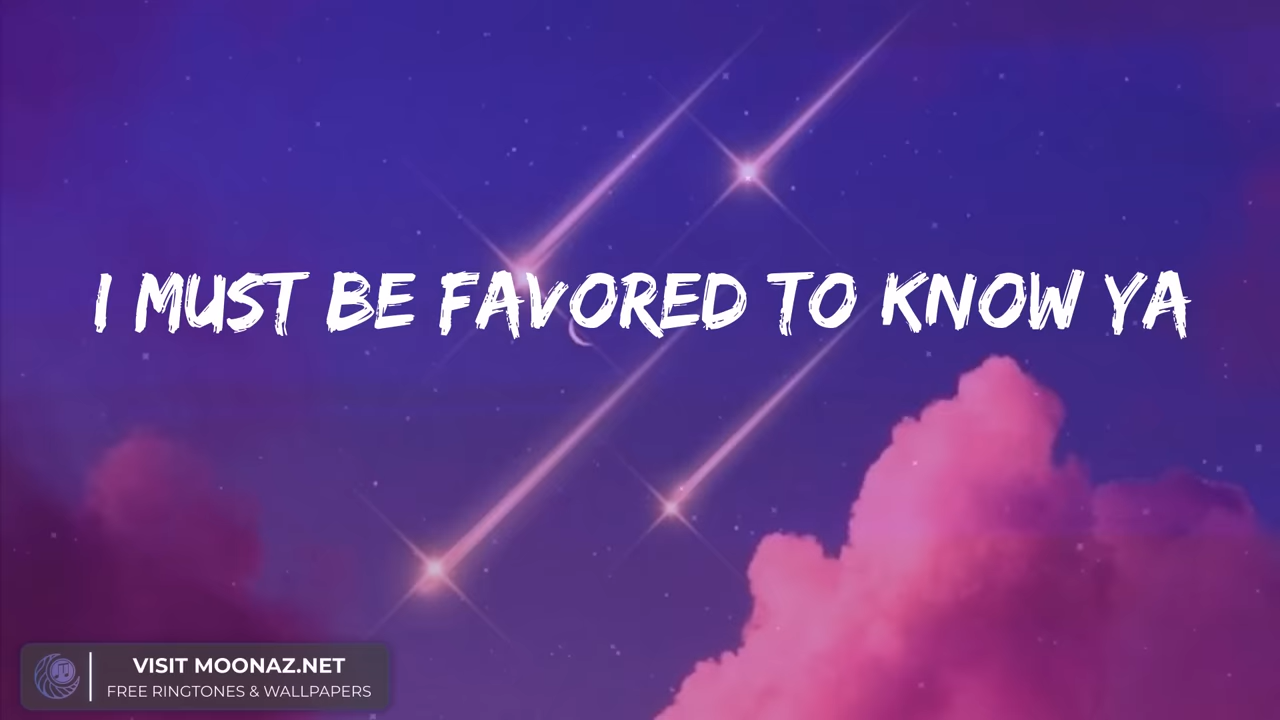 I MUST BE FAVORED TO KNOW YA
VISIT MOONAZ.NET
FREE RINGTONES & WALLPAPERS